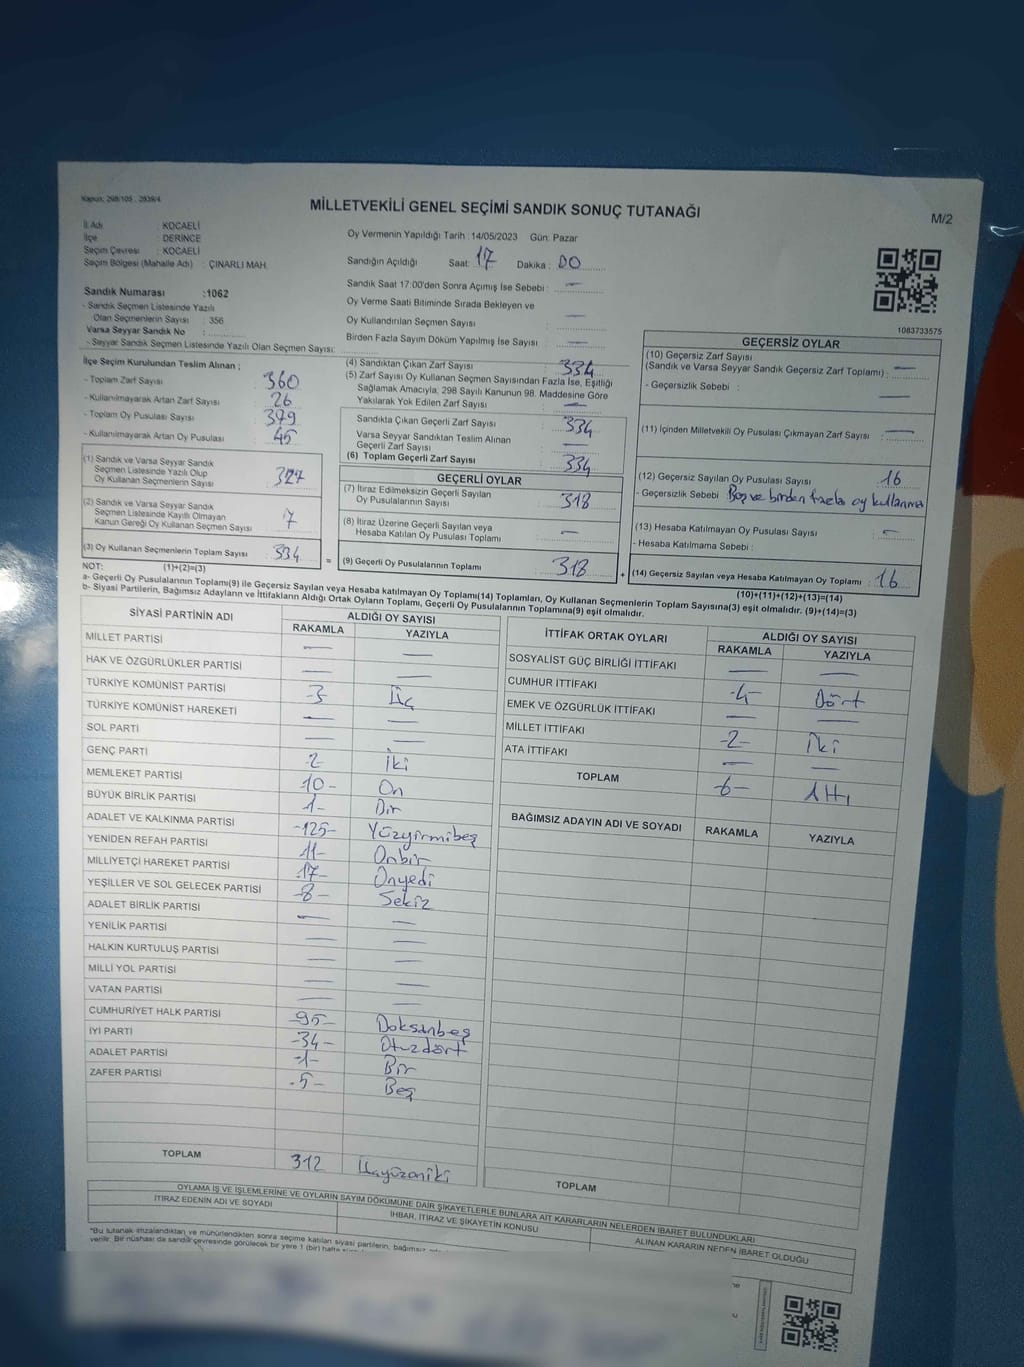 Kanun: 298/105 , 2839/4
MİLLETVEKİLİ GENEL SEÇİMİ SANDIK SONUÇ TUTANAĞI
M/2
İl Adı : KOCAELİ
İlçe : DERİNCE
Seçim Çevresi : KOCAELİ
Seçim Bölgesi (Mahalle Adı) : ÇINARLI MAH.
Sandık Numarası :1062
- Sandık Seçmen Listesinde Yazılı
Olan Seçmenlerin Sayısı : 356
Varsa Seyyar Sandık No :
- Seyyar Sandık Seçmen Listesinde Yazılı Olan Seçmen Sayısı:
Oy Vermenin Yapıldığı Tarih : 14/05/2023 Gün: Pazar
Sandığın Açıldığı Saat: 17 Dakika : 00
Sandık Saat 17:00'den Sonra Açımış İse Sebebi : —
Oy Verme Saati Bitiminde Sırada Bekleyen ve
Oy Kullandırılan Seçmen Sayısı : —
Birden Fazla Sayım Döküm Yapılmış İse Sayısı : —
1083733575
İlçe Seçim Kurulundan Teslim Alınan ;
- Toplam Zarf Sayısı : 360
- Kullanılmayarak Artan Zarf Sayısı : 26
- Toplam Oy Pusulası Sayısı : 379
- Kullanılmayarak Artan Oy Pusulası : 45
(1) Sandık ve Varsa Seyyar Sandık
Seçmen Listesinde Yazılı Olup
Oy Kullanan Seçmenlerin Sayısı : 327
(2) Sandık ve Varsa Seyyar Sandık
Seçmen Listesinde Kayıtlı Olmayan
Kanun Gereği Oy Kullanan Seçmen Sayısı : 7
(3) Oy Kullanan Seçmenlerin Toplam Sayısı : 334 =
(4) Sandıktan Çıkan Zarf Sayısı : 334
(5) Zarf Sayısı Oy Kullanan Seçmen Sayısından Fazla İse, Eşitliği
Sağlamak Amacıyla, 298 Sayılı Kanunun 98. Maddesine Göre
Yakılarak Yok Edilen Zarf Sayısı : —
Sandıkta Çıkan Geçerli Zarf Sayısı : 334
Varsa Seyyar Sandıktan Teslim Alınan
Geçerli Zarf Sayısı : —
(6) Toplam Geçerli Zarf Sayısı : 334
GEÇERLİ OYLAR
(7) İtiraz Edilmeksizin Geçerli Sayılan
Oy Pusulalarının Sayısı : 318
(8) İtiraz Üzerine Geçerli Sayılan veya
Hesaba Katılan Oy Pusulası Toplamı : —
(9) Geçerli Oy Pusulalarının Toplamı : 318 +
GEÇERSİZ OYLAR
(10) Geçersiz Zarf Sayısı
(Sandık ve Varsa Seyyar Sandık Geçersiz Zarf Toplamı) : —
- Geçersizlik Sebebi : —
(11) İçinden Milletvekili Oy Pusulası Çıkmayan Zarf Sayısı : —
(12) Geçersiz Sayılan Oy Pusulası Sayısı : 16
- Geçersizlik Sebebi : Boş ve birden fazla oy kullanma
(13) Hesaba Katılmayan Oy Pusulası Sayısı : —
- Hesaba Katılmama Sebebi :
(14) Geçersiz Sayılan veya Hesaba Katılmayan Oy Toplamı : 16
NOT: (1)+(2)=(3) (10)+(11)+(12)+(13)=(14)
a- Geçerli Oy Pusulalarının Toplamı(9) ile Geçersiz Sayılan veya Hesaba katılmayan Oy Toplamı(14) Toplamları, Oy Kullanan Seçmenlerin Toplam Sayısına(3) eşit olmalıdır. (9)+(14)=(3)
b- Siyasi Partilerin, Bağımsız Adayların ve İttifakların Aldığı Ortak Oyların Toplamı, Geçerli Oy Pusulalarının Toplamına(9) eşit olmalıdır.
SİYASİ PARTİNİN ADI ALDIĞI OY SAYISI
RAKAMLA YAZIYLA
MİLLET PARTİSİ — —
HAK VE ÖZGÜRLÜKLER PARTİSİ — —
TÜRKİYE KOMÜNİST PARTİSİ -3- Üç
TÜRKİYE KOMÜNİST HAREKETİ — —
SOL PARTİ — —
GENÇ PARTİ -2- İki
MEMLEKET PARTİSİ -10- On
BÜYÜK BİRLİK PARTİSİ -1- Bir
ADALET VE KALKINMA PARTİSİ -125- Yüzyirmibeş
YENİDEN REFAH PARTİSİ -11- Onbir
MİLLİYETÇİ HAREKET PARTİSİ -17- Onyedi
YEŞİLLER VE SOL GELECEK PARTİSİ -8- Sekiz
ADALET BİRLİK PARTİSİ — —
YENİLİK PARTİSİ — —
HALKIN KURTULUŞ PARTİSİ — —
MİLLİ YOL PARTİSİ — —
VATAN PARTİSİ — —
CUMHURİYET HALK PARTİSİ -95- Doksanbeş
İYİ PARTİ -34- Otuzdört
ADALET PARTİSİ -1- Bir
ZAFER PARTİSİ -5- Beş
TOPLAM 312 Üçyüzoniki
İTTİFAK ORTAK OYLARI ALDIĞI OY SAYISI
RAKAMLA YAZIYLA
SOSYALİST GÜÇ BİRLİĞİ İTTİFAKI — —
CUMHUR İTTİFAKI -4- Dört
EMEK VE ÖZGÜRLÜK İTTİFAKI — —
MİLLET İTTİFAKI -2- İki
ATA İTTİFAKI — —
TOPLAM -6- Altı
BAĞIMSIZ ADAYIN ADI VE SOYADI RAKAMLA YAZIYLA
TOPLAM
OYLAMA İŞ VE İŞLEMLERİNE VE OYLARIN SAYIM DÖKÜMÜNE DAİR ŞİKAYETLERLE BUNLARA AİT KARARLARIN NELERDEN İBARET BULUNDUKLARI
İTİRAZ EDENİN ADI VE SOYADI İHBAR, İTİRAZ VE ŞİKAYETİN KONUSU ALINAN KARARIN NEDEN İBARET OLDUĞU
*Bu tutanak imzalandıktan ve mühürlendikten sonra seçime katılan siyasi partilerin, bağımsız
verilir. Bir nüshası da sandık çevresinde görülecek bir yere 1 (bir) hafta